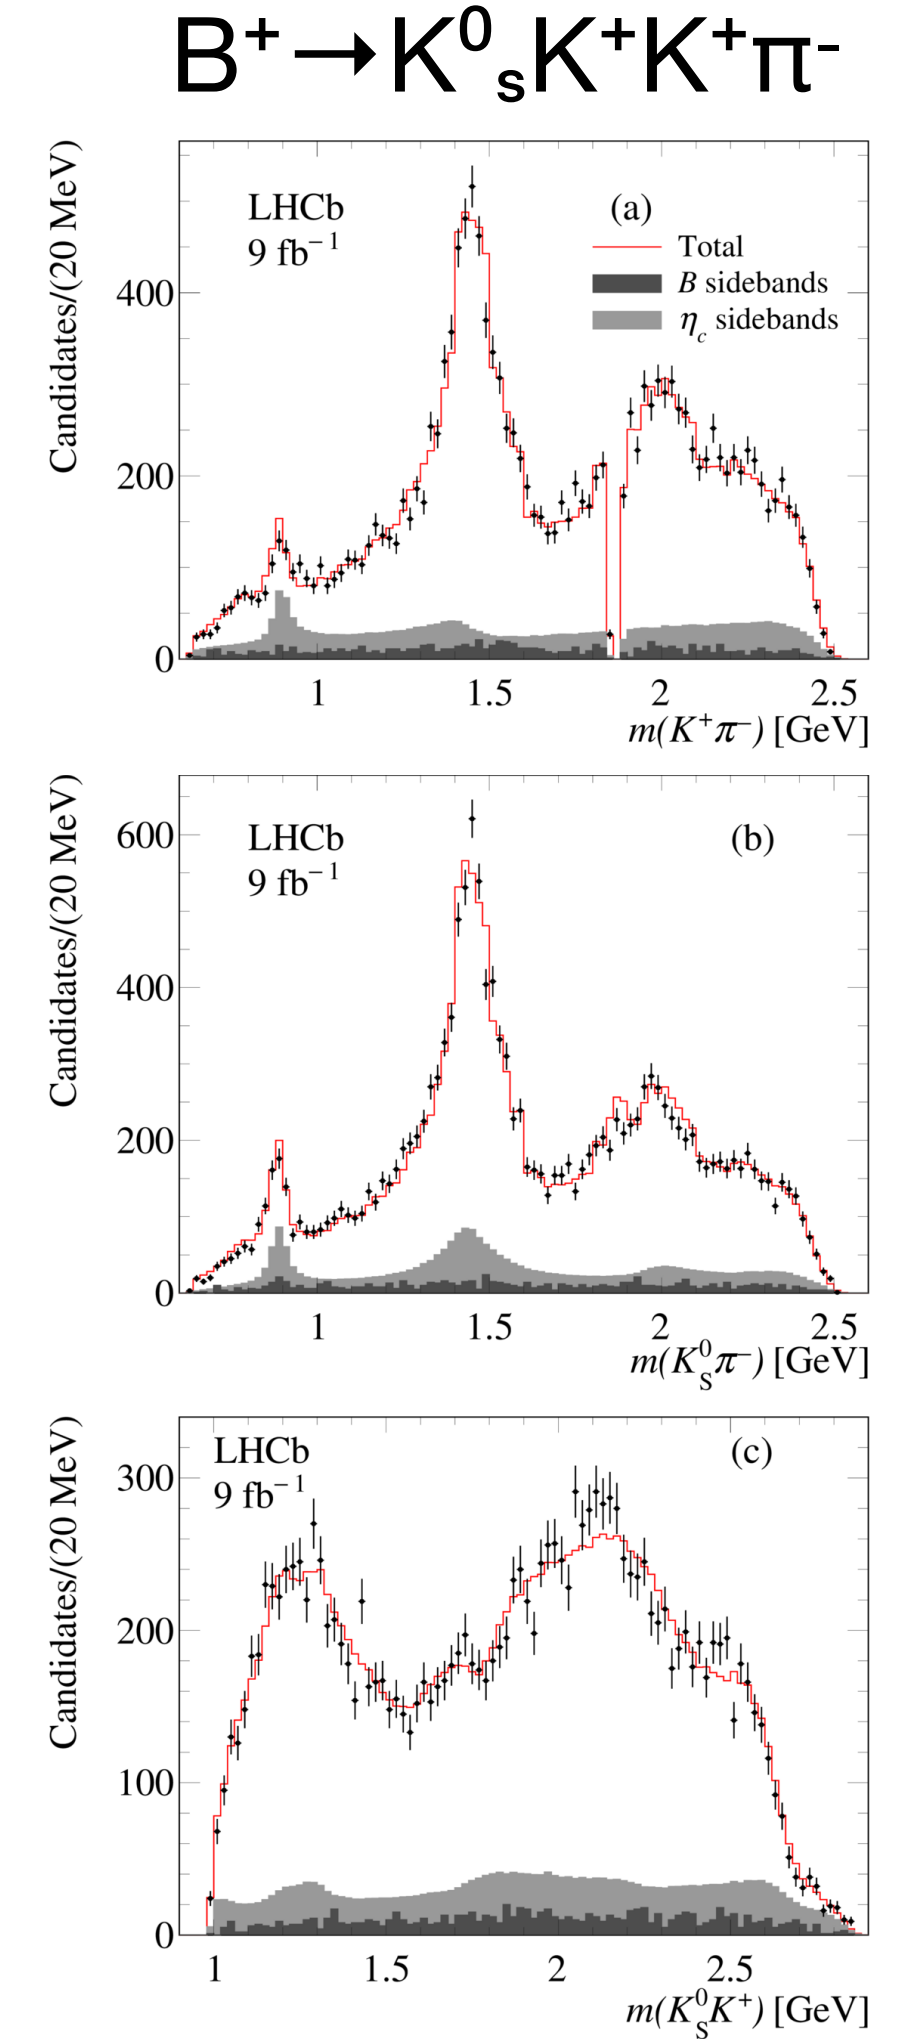 B⁺→K⁰ₛK⁺K⁺π⁻
LHCb
9 fb⁻¹
(a)
Total
B sidebands
η_c sidebands
Candidates/(20 MeV)
400
200
0
1
1.5
2
2.5
m(K⁺π⁻) [GeV]
LHCb
9 fb⁻¹
(b)
Candidates/(20 MeV)
600
400
200
0
1
1.5
2
2.5
m(K⁰_Sπ⁻) [GeV]
LHCb
9 fb⁻¹
(c)
Candidates/(20 MeV)
300
200
100
0
1
1.5
2
2.5
m(K⁰_SK⁺) [GeV]